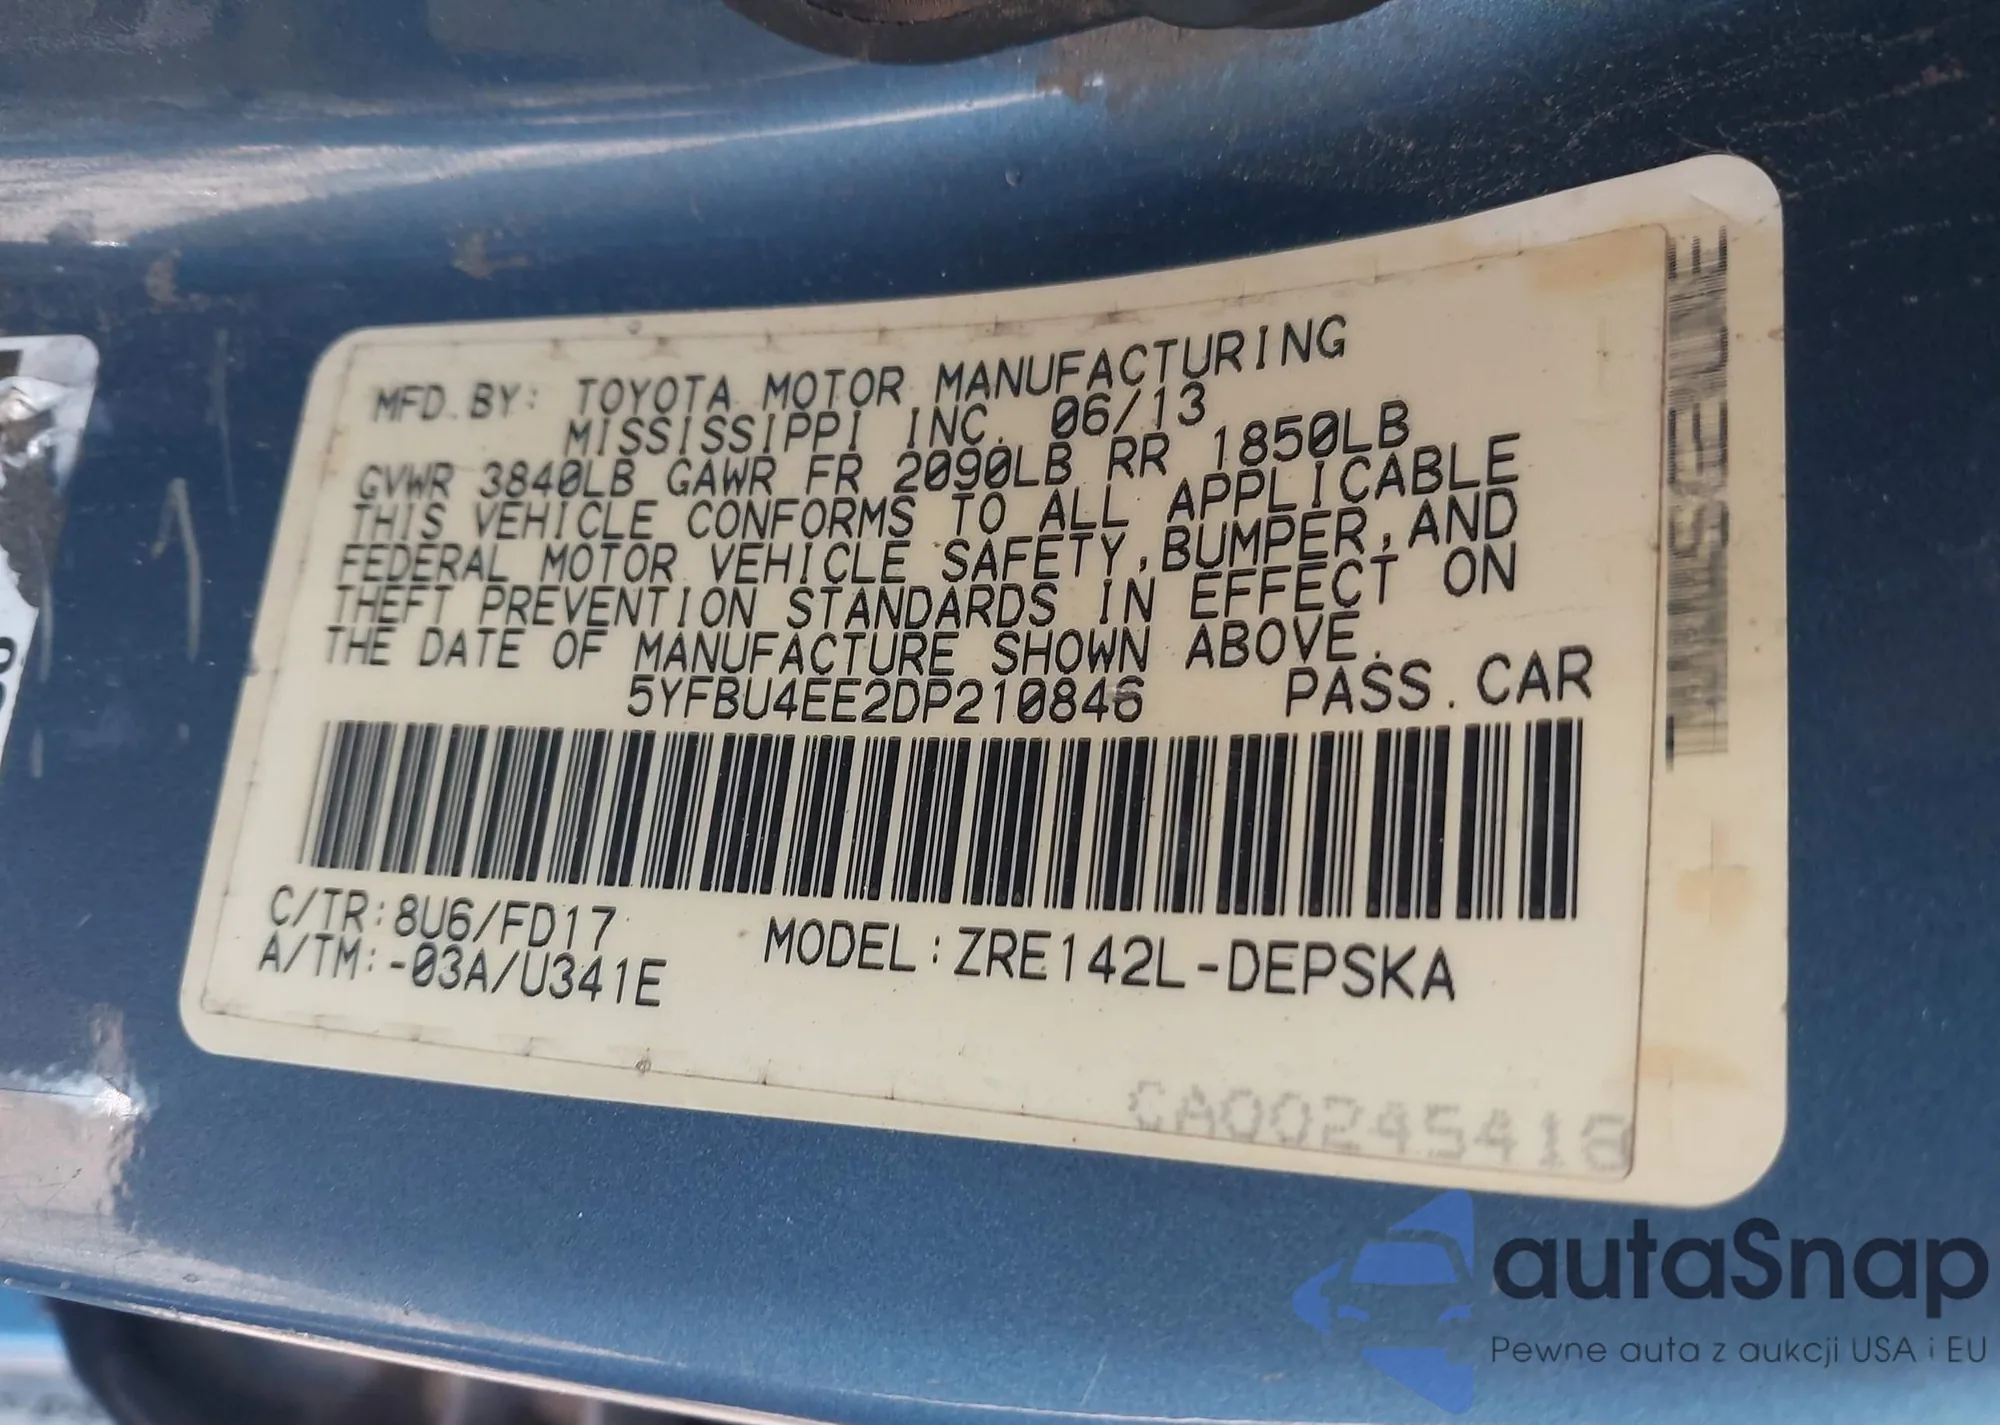 MFD.BY: TOYOTA MOTOR MANUFACTURING
MISSISSIPPI INC. 06/13
GVWR 3840LB GAWR FR 2090LB RR 1850LB
THIS VEHICLE CONFORMS TO ALL APPLICABLE
FEDERAL MOTOR VEHICLE SAFETY,BUMPER,AND
THEFT PREVENTION STANDARDS IN EFFECT ON
THE DATE OF MANUFACTURE SHOWN ABOVE.
5YFBU4EE2DP210846 PASS.CAR
C/TR:8U6/FD17
A/TM:-03A/U341E
MODEL:ZRE142L-DEPSKA
CA00245418
autaSnap
Pewne auta z aukcji USA i EU